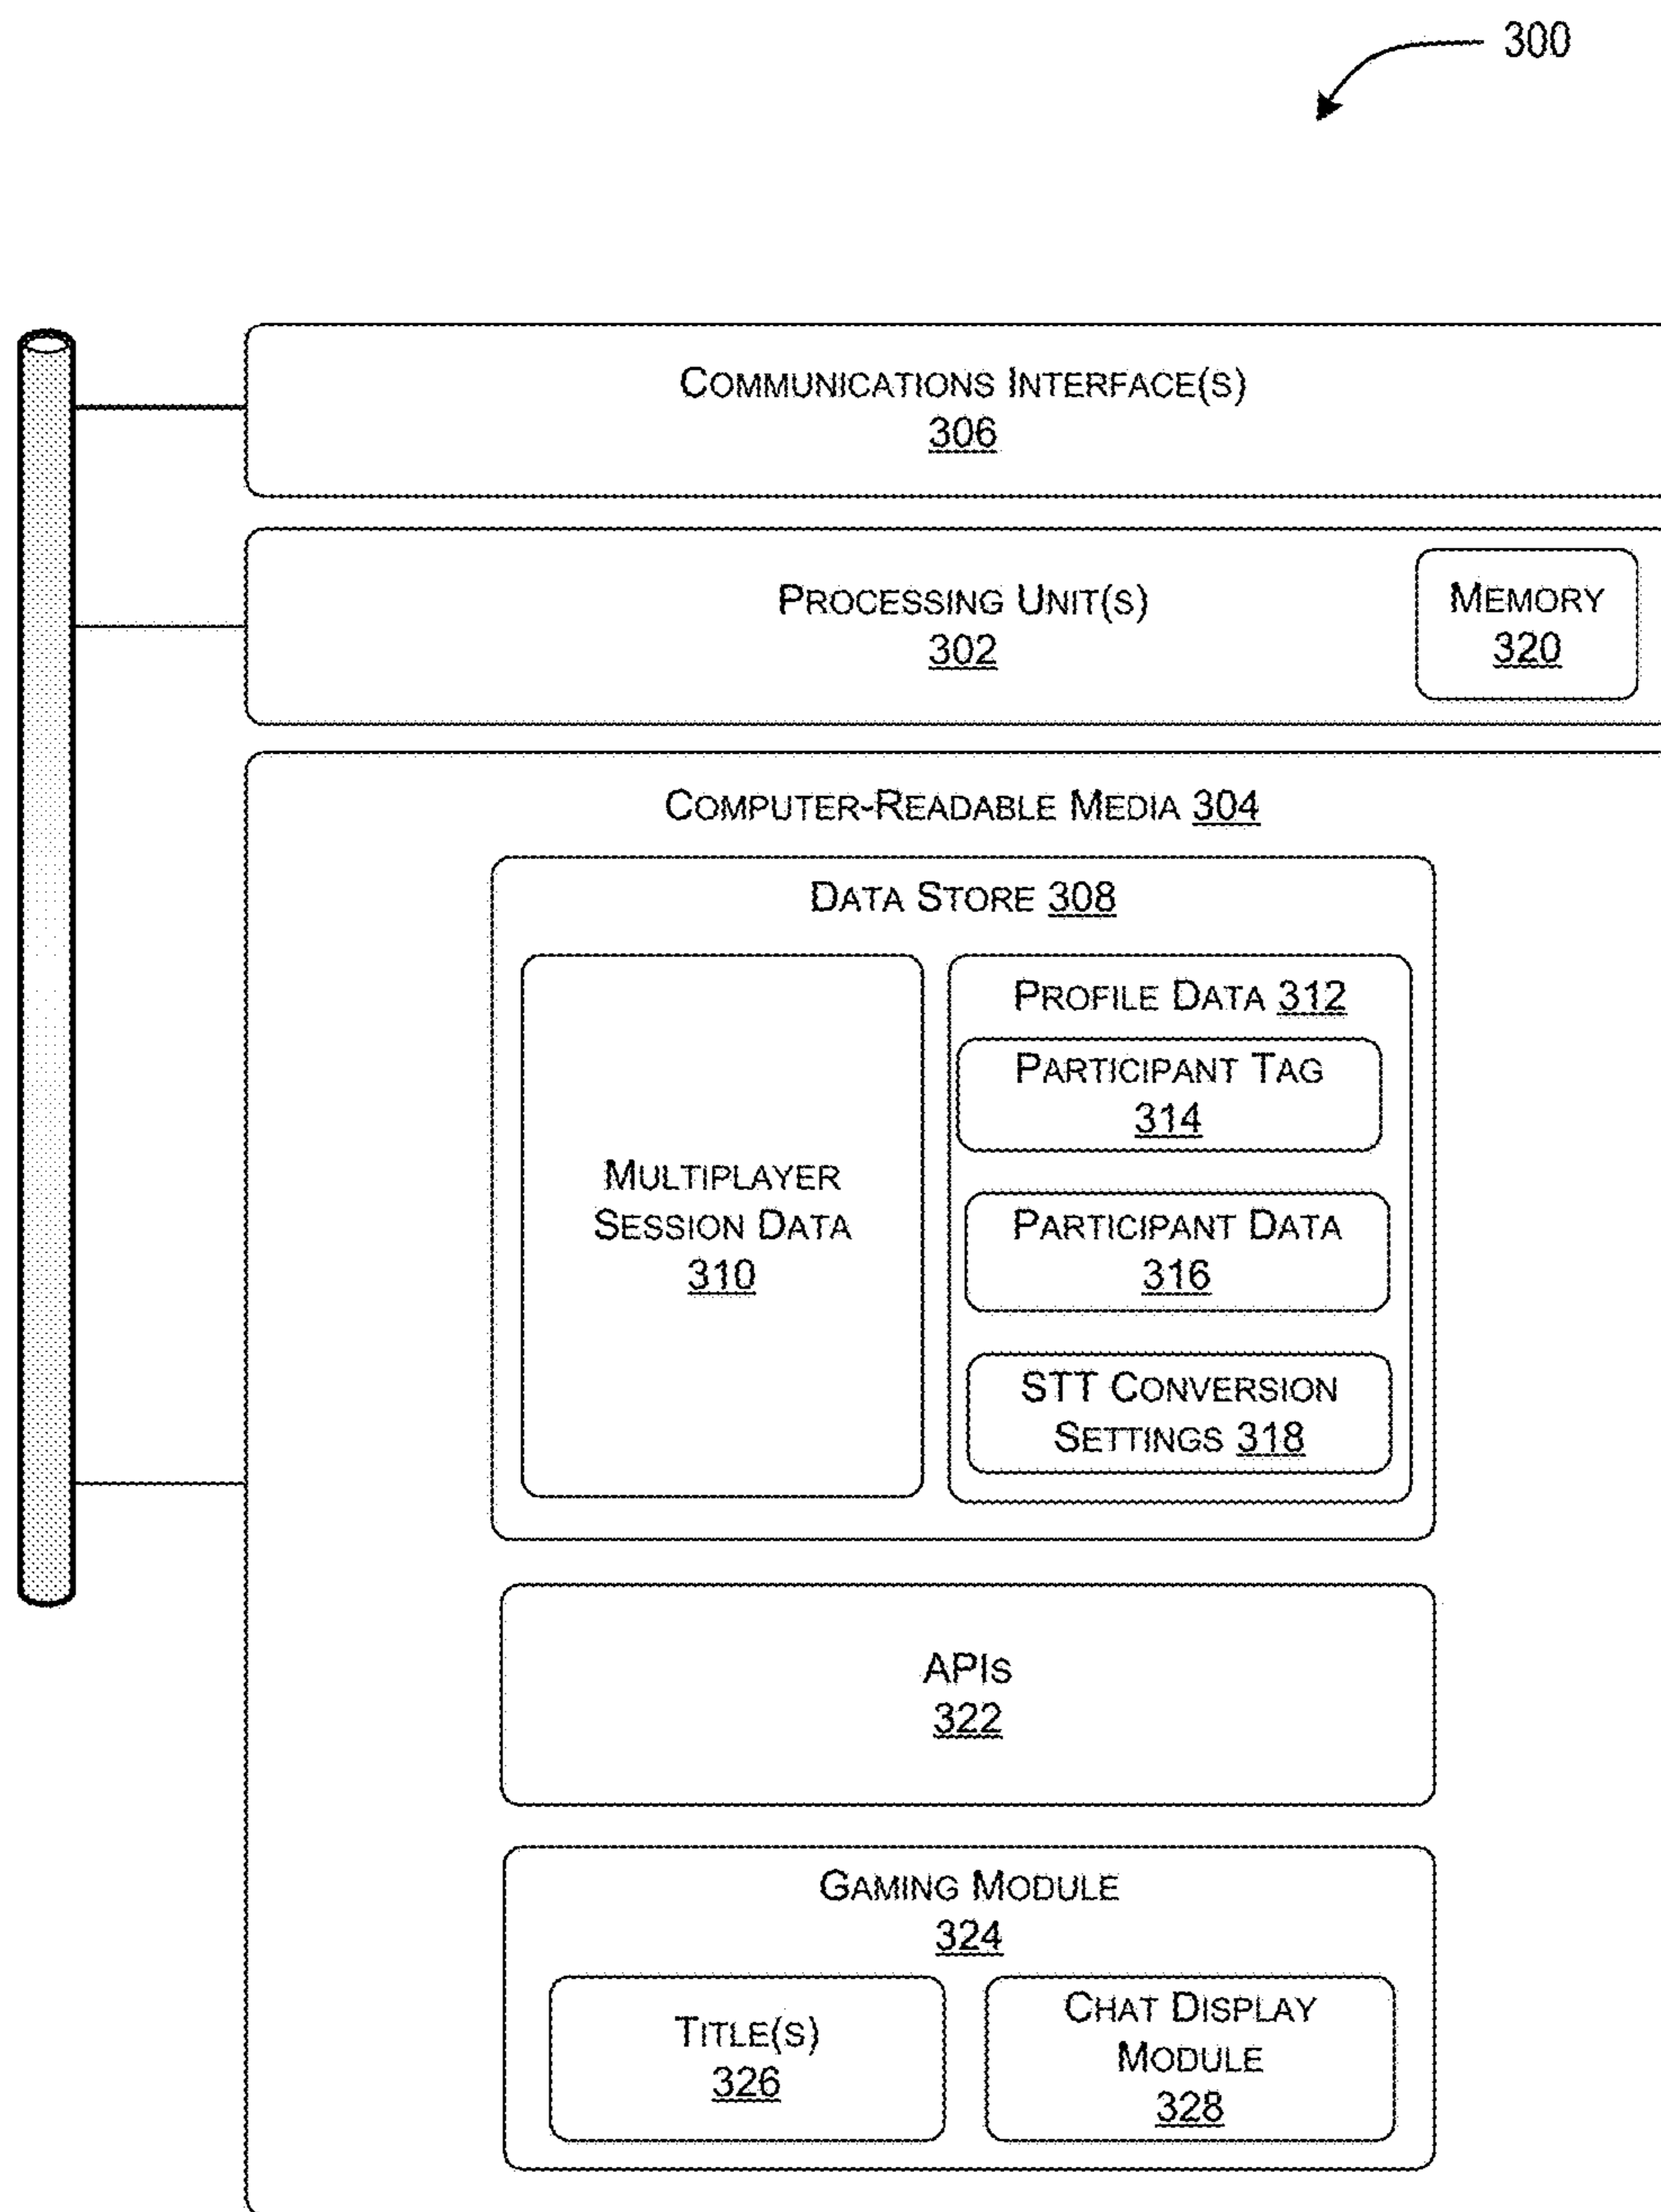 300
COMMUNICATIONS INTERFACE(S)
306
PROCESSING UNIT(S)
302
MEMORY
320
COMPUTER-READABLE MEDIA 304
DATA STORE 308
MULTIPLAYER
SESSION DATA
310
PROFILE DATA 312
PARTICIPANT TAG
314
PARTICIPANT DATA
316
STT CONVERSION
SETTINGS 318
APIS
322
GAMING MODULE
324
TITLE(S)
326
CHAT DISPLAY
MODULE
328